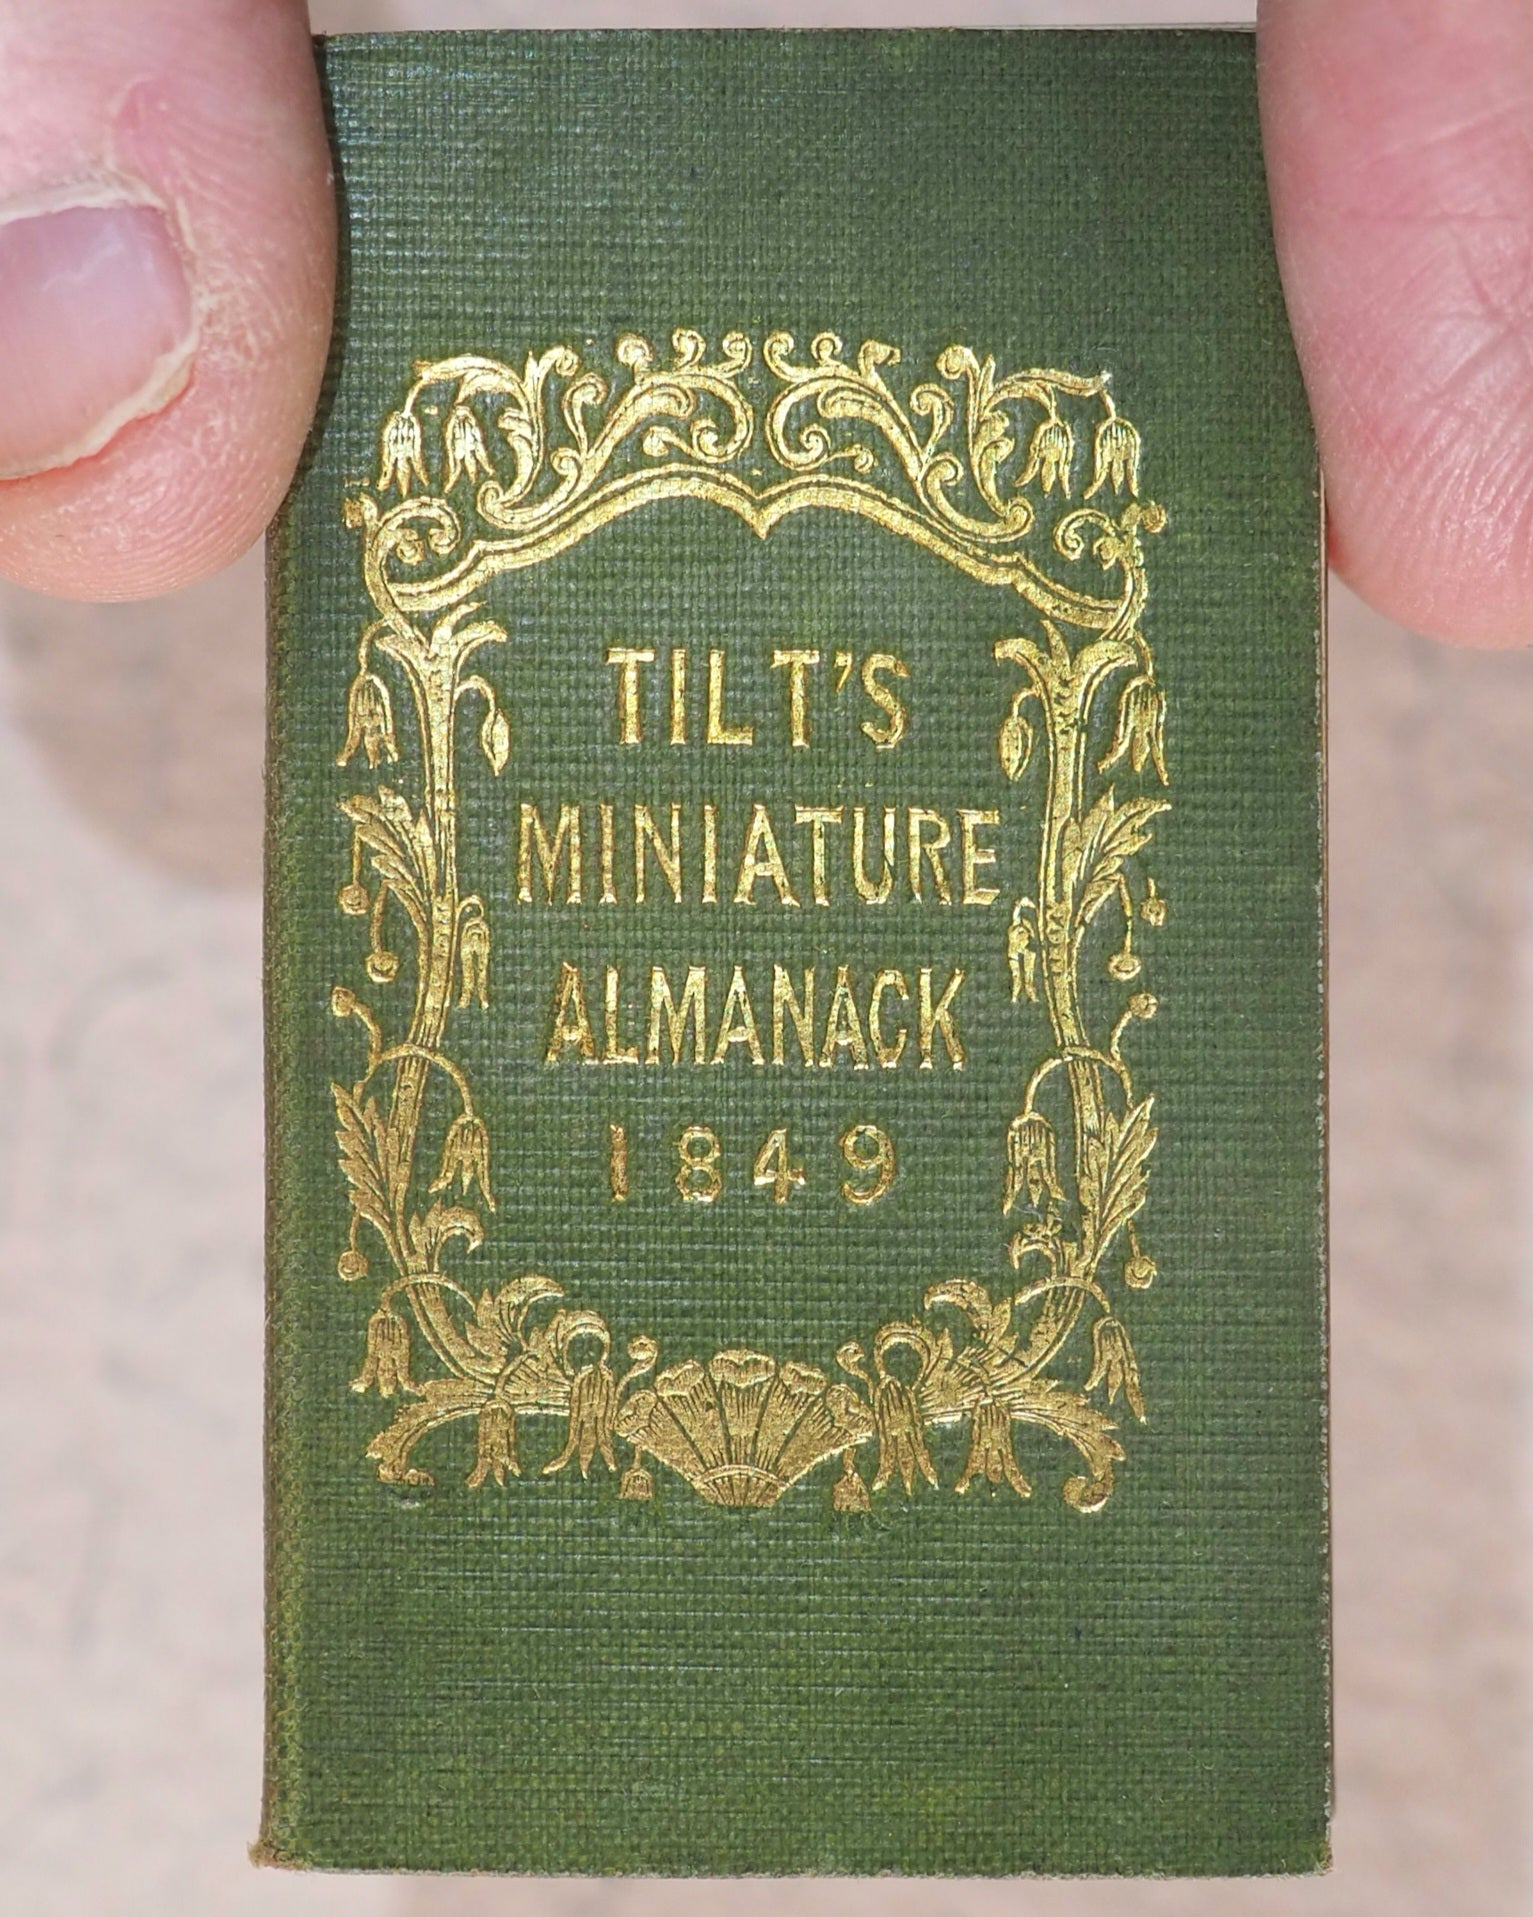 TILT'S
MINIATURE
ALMANACK
1849